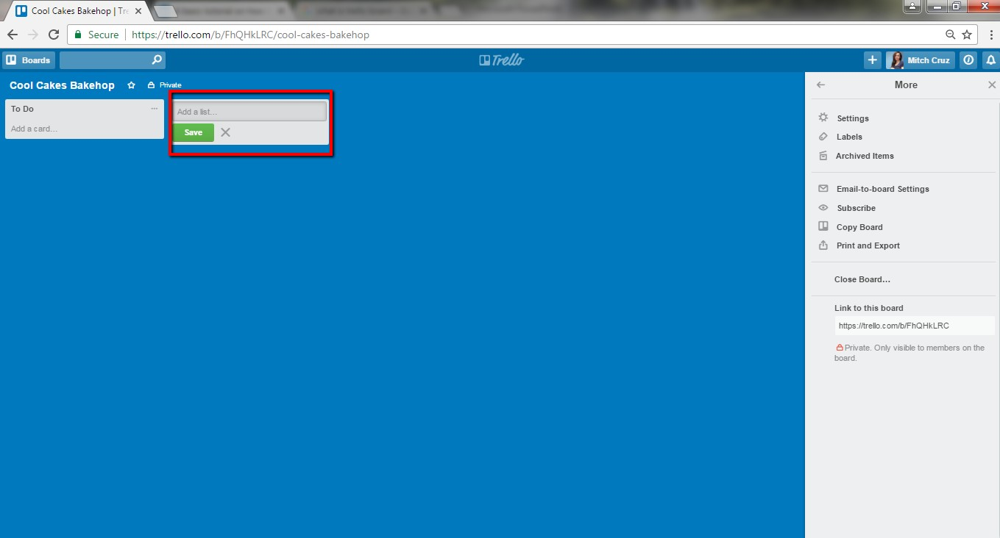 Cool Cakes Bakehop | Tre
Secure
https://trello.com/b/FhQHkLRC/cool-cakes-bakehop
Boards
Trello
Mitch Cruz
Cool Cakes Bakehop
Private
More
To Do
Add a card...
Add a list...
Save
Settings
Labels
Archived Items
Email-to-board Settings
Subscribe
Copy Board
Print and Export
Close Board...
Link to this board
https://trello.com/b/FhQHkLRC
Private. Only visible to members on the
board.